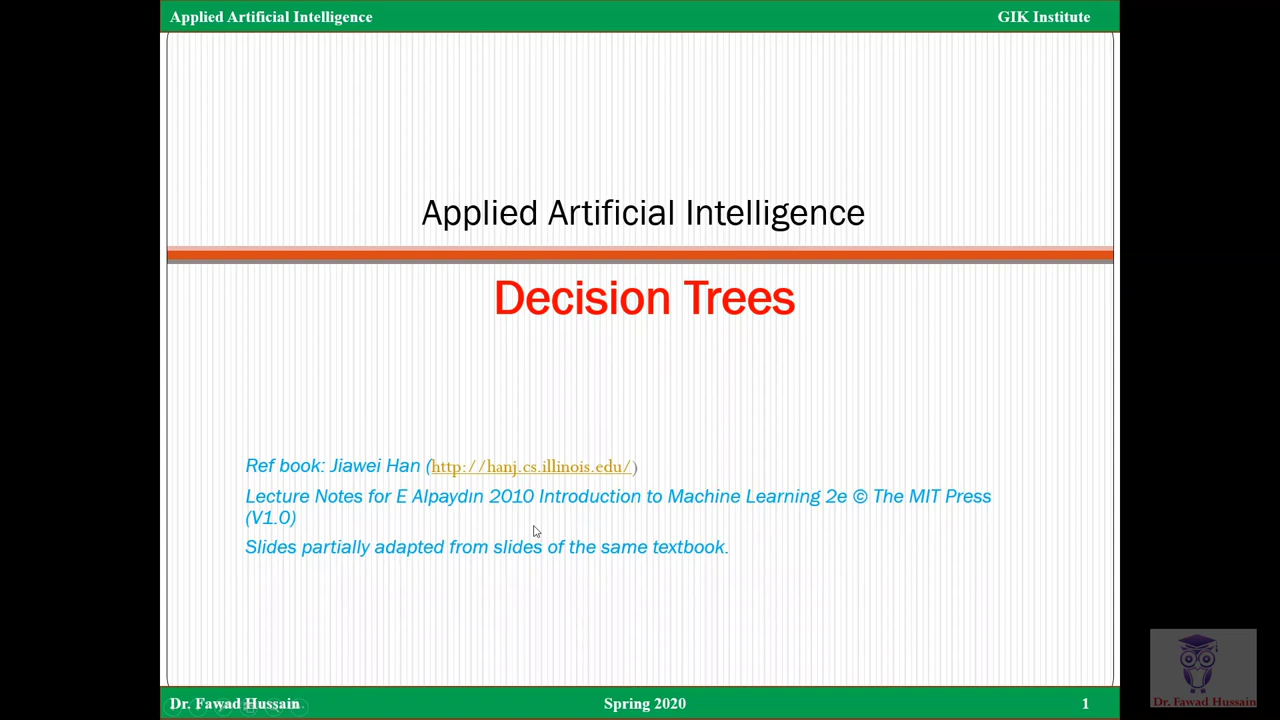 Applied Artificial Intelligence
GIK Institute
Applied Artificial Intelligence
Decision Trees
Ref book: Jiawei Han (http://hanj.cs.illinois.edu/)
Lecture Notes for E Alpaydın 2010 Introduction to Machine Learning 2e © The MIT Press
(V1.0)
Slides partially adapted from slides of the same textbook.
Dr. Fawad Hussain
Spring 2020
1
Dr. Fawad Hussain